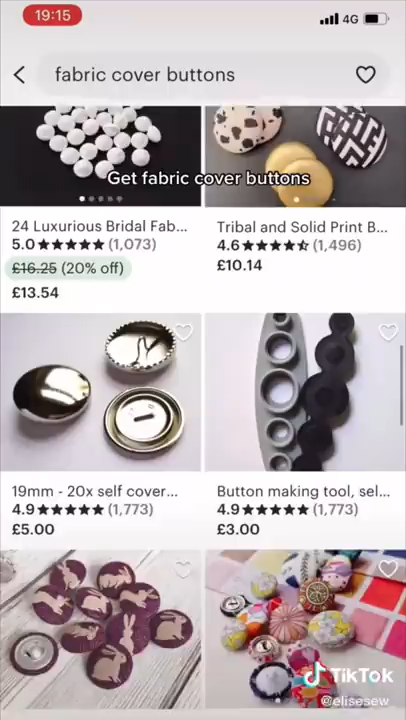 19:15
4G
fabric cover buttons
Get fabric cover buttons
24 Luxurious Bridal Fab...
5.0★★★★★ (1,073)
£16.25 (20% off)
£13.54
Tribal and Solid Print B...
4.6★★★★★ (1,496)
£10.14
19mm - 20x self cover...
4.9★★★★★ (1,773)
£5.00
Button making tool, sel...
4.9★★★★★ (1,773)
£3.00
TikTok
@elisesew